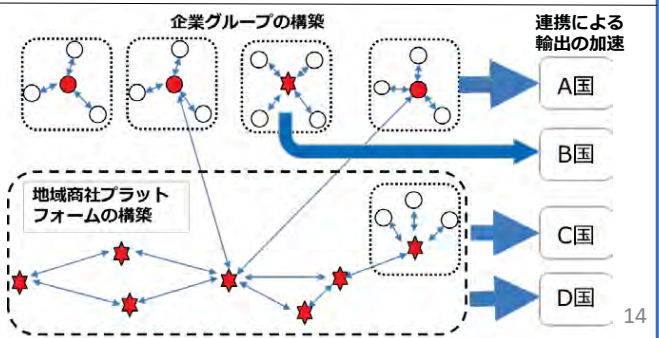 企業グループの構築
連携による
輸出の加速
A国
B国
地域商社プラット
フォームの構築
C国
D国
14